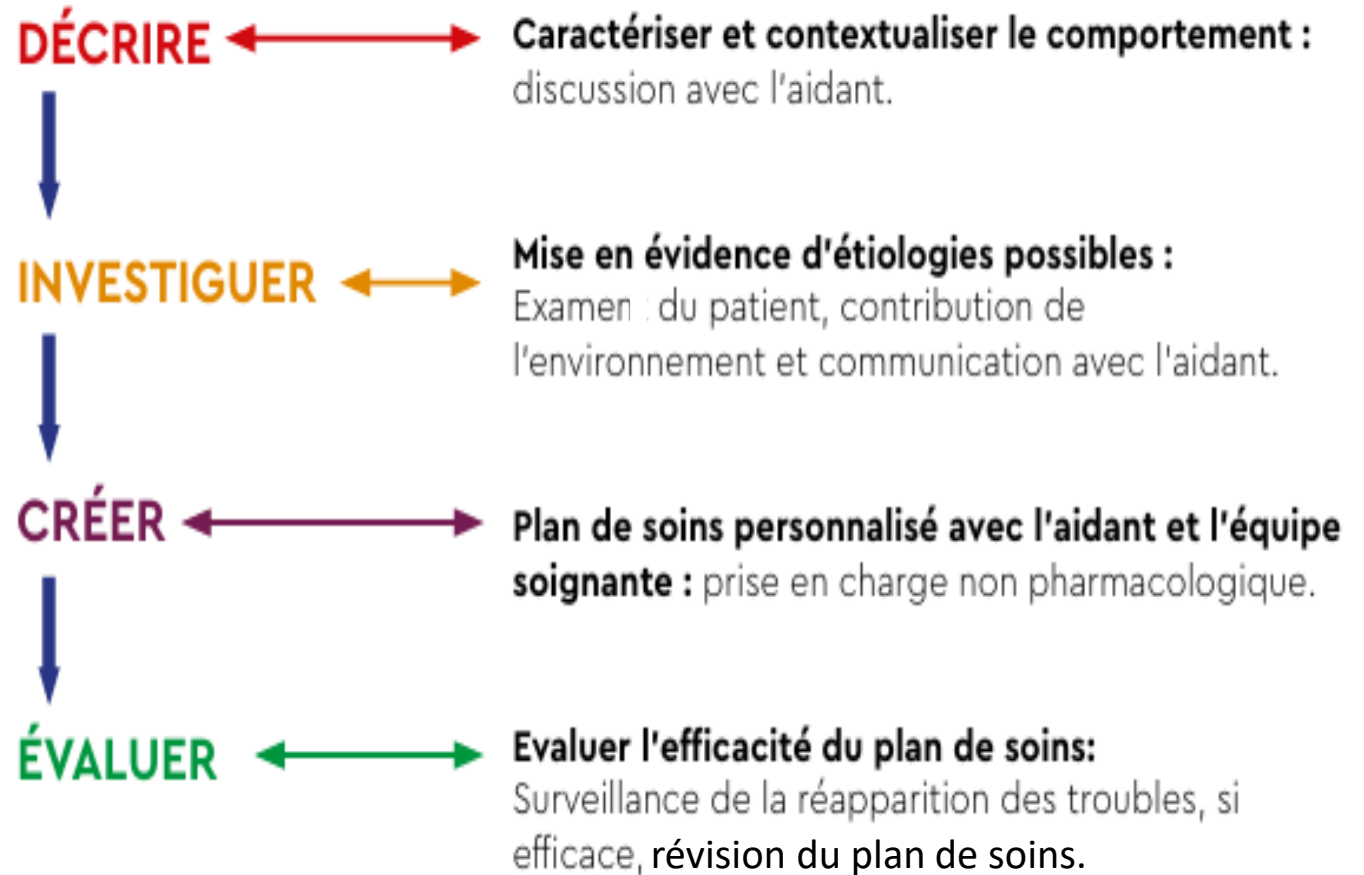 DÉCRIRE
Caractériser et contextualiser le comportement :
discussion avec l'aidant.
INVESTIGUER
Mise en évidence d'étiologies possibles :
Examen : du patient, contribution de
l'environnement et communication avec l'aidant.
CRÉER
Plan de soins personnalisé avec l'aidant et l'équipe
soignante : prise en charge non pharmacologique.
ÉVALUER
Evaluer l'efficacité du plan de soins:
Surveillance de la réapparition des troubles, si
efficace, révision du plan de soins.